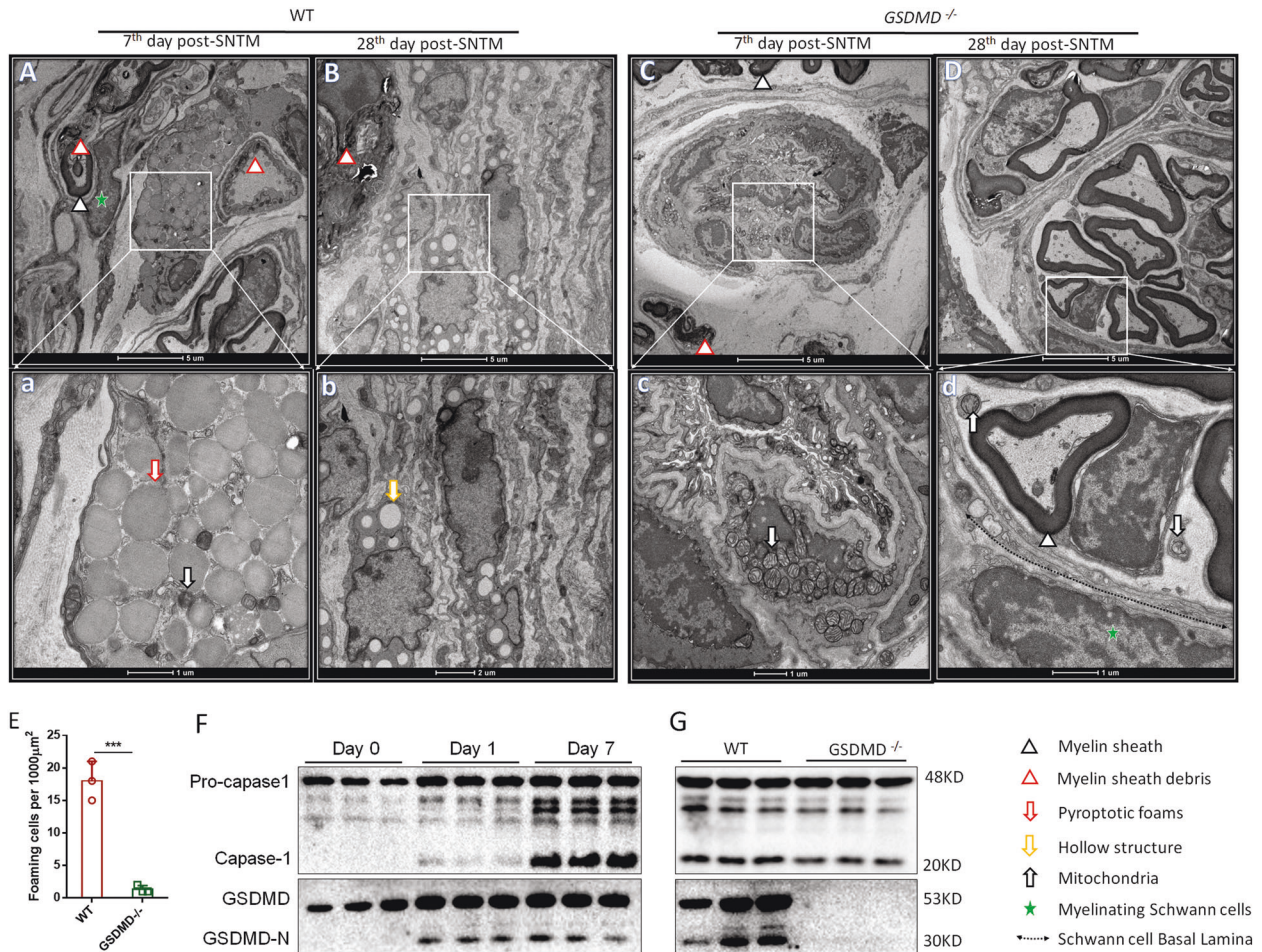 WT
GSDMD -/-
7th day post-SNTM
28th day post-SNTM
7th day post-SNTM
28th day post-SNTM
A
B
C
D
5 um
5 um
5 um
5 um
a
b
c
d
1 um
2 um
1 um
1 um
E
F
G
Foaming cells per 1000μm2
25
20
15
10
5
0
***
WT
GSDMD-/-
Day 0
Day 1
Day 7
Pro-capase1
Capase-1
GSDMD
GSDMD-N
WT
GSDMD -/-
48KD
20KD
53KD
30KD
Myelin sheath
Myelin sheath debris
Pyroptotic foams
Hollow structure
Mitochondria
Myelinating Schwann cells
Schwann cell Basal Lamina